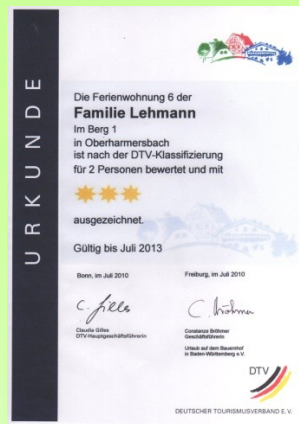 URKUNDE
Die Ferienwohnung 6 der
Familie Lehmann
Im Berg 1
in Oberharmersbach
ist nach der DTV-Klassifizierung
für 2 Personen bewertet und mit
ausgezeichnet.
Gültig bis Juli 2013
Bonn, im Juli 2010
Freiburg, im Juli 2010
C. Gilles
C. Bröhmer
Claudia Gilles
DTV-Hauptgeschäftsführerin
Constanze Bröhmer
Geschäftsführerin
Urlaub auf dem Bauernhof
in Baden-Württemberg e.V.
DTV
DEUTSCHER TOURISMUSVERBAND E.V.